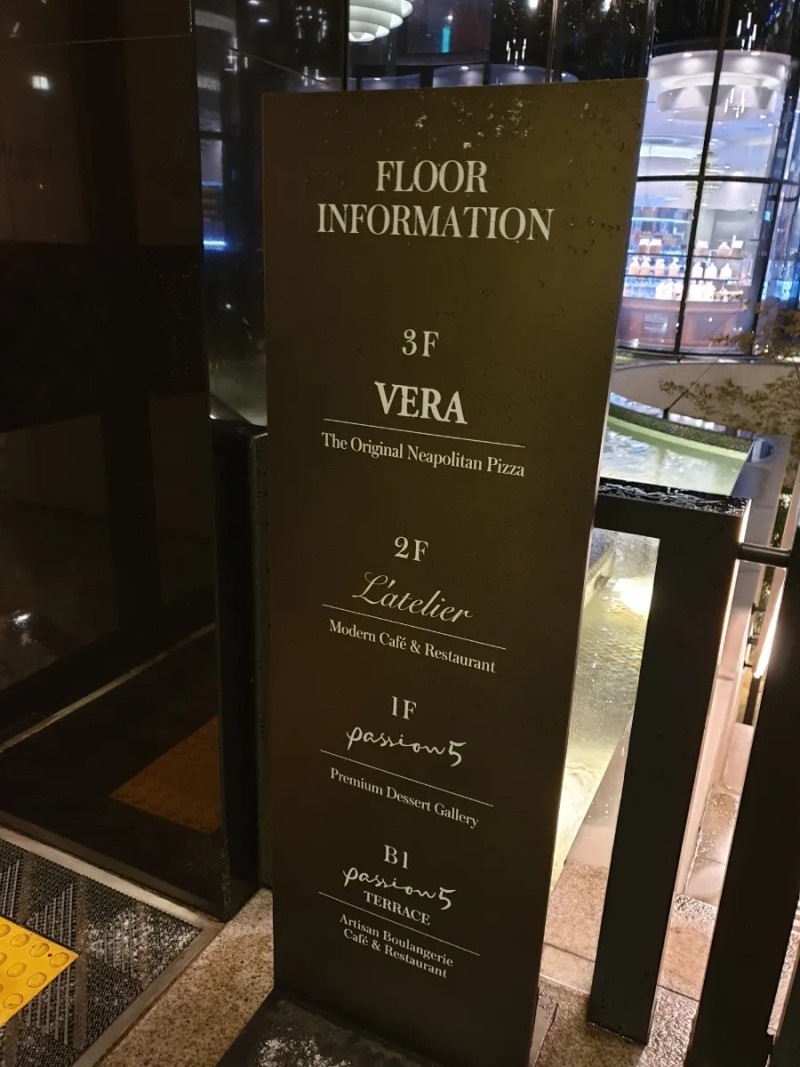 FLOOR
INFORMATION
3F
VERA
The Original Neapolitan Pizza
2F
L'atelier
Modern Café & Restaurant
1F
passion5
Premium Dessert Gallery
B1
passion5
TERRACE
Artisan Boulangerie
Café & Restaurant